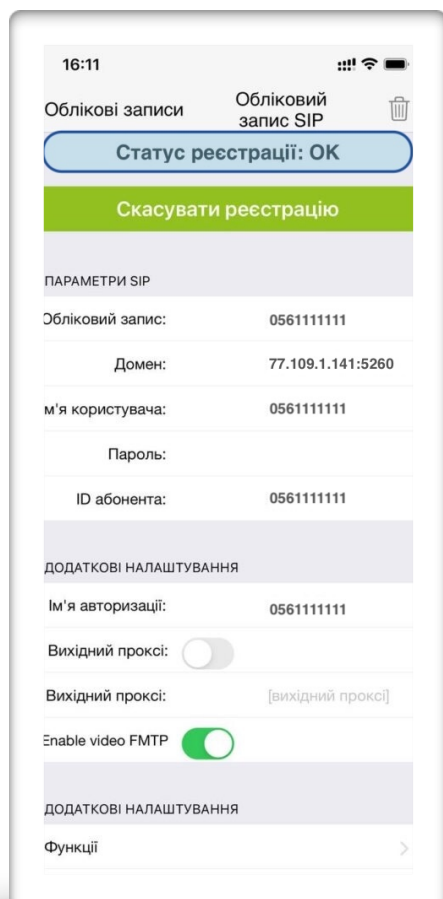 16:11
Облікові записи
Обліковий
запис SIP
Статус реєстрації: OK
Скасувати реєстрацію
ПАРАМЕТРИ SIP
Обліковий запис: 0561111111
Домен: 77.109.1.141:5260
м'я користувача: 0561111111
Пароль:
ID абонента: 0561111111
ДОДАТКОВІ НАЛАШТУВАННЯ
Ім'я авторизації: 0561111111
Вихідний проксі:
Вихідний проксі: [вихідний проксі]
Enable video FMTP
ДОДАТКОВІ НАЛАШТУВАННЯ
Функції